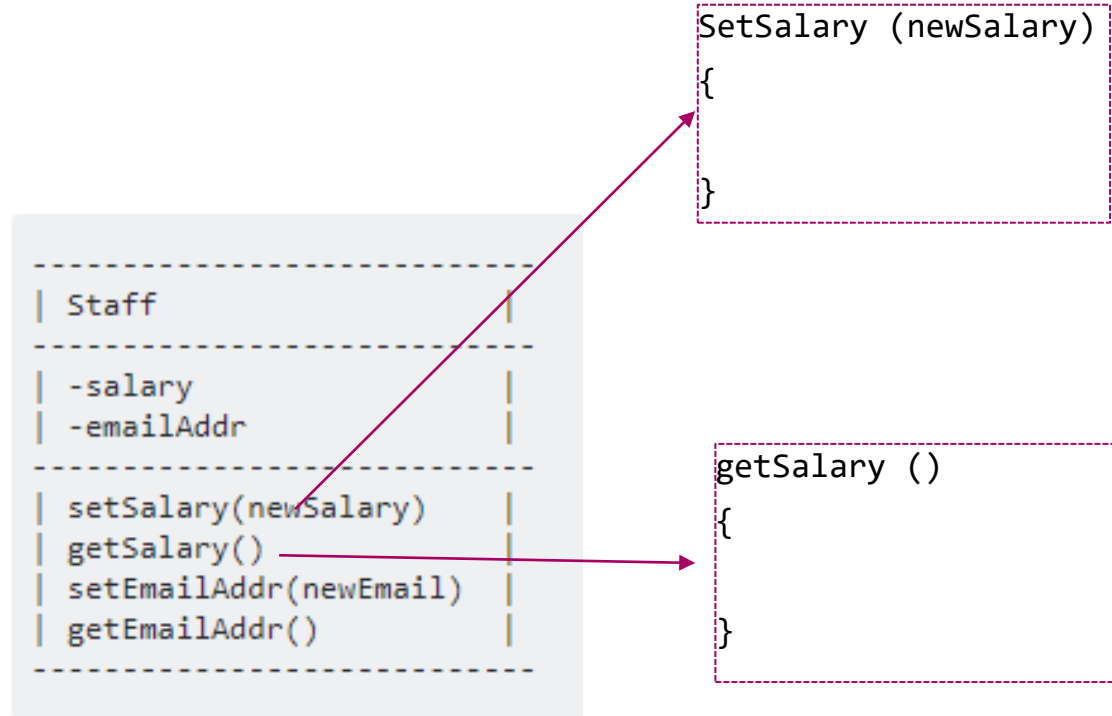 SetSalary (newSalary)
{
}
------------------------------
| Staff                      |
------------------------------
| -salary                    |
| -emailAddr                 |
------------------------------
| setSalary(newSalary)       |
| getSalary()                |
| setEmailAddr(newEmail)     |
| getEmailAddr()             |
------------------------------
getSalary ()
{
}